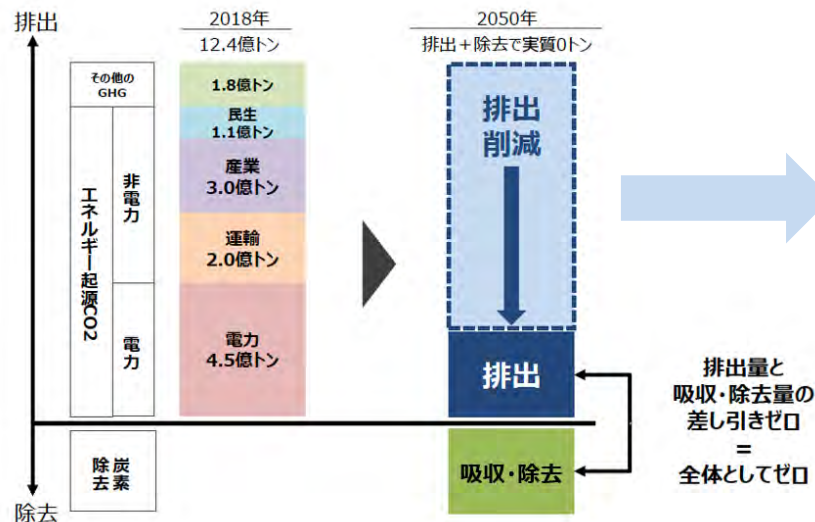 排出
2018年
12.4億トン
2050年
排出＋除去で実質0トン
その他の
GHG
1.8億トン
民生
1.1億トン
産業
3.0億トン
運輸
2.0億トン
電力
4.5億トン
エネルギー起源CO2
非電力
電力
排出
削減
排出
吸収・除去
排出量と
吸収・除去量の
差し引きゼロ
=
全体としてゼロ
炭素
除去
除去